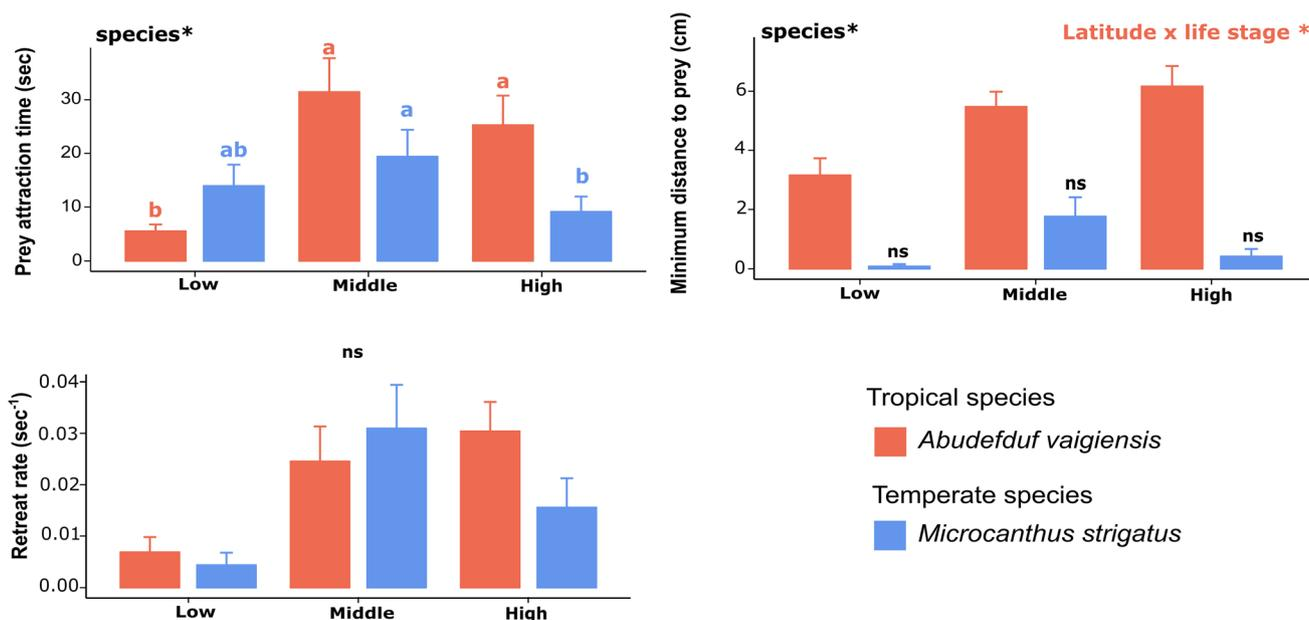 species*
Prey attraction time (sec)
30
20
10
0
b
ab
a
a
a
b
Low
Middle
High
species*
Latitude x life stage *
Minimum distance to prey (cm)
6
4
2
0
ns
ns
ns
Low
Middle
High
ns
Retreat rate (sec⁻¹)
0.04
0.03
0.02
0.01
0.00
Low
Middle
High
Tropical species
Abudefduf vaigiensis
Temperate species
Microcanthus strigatus